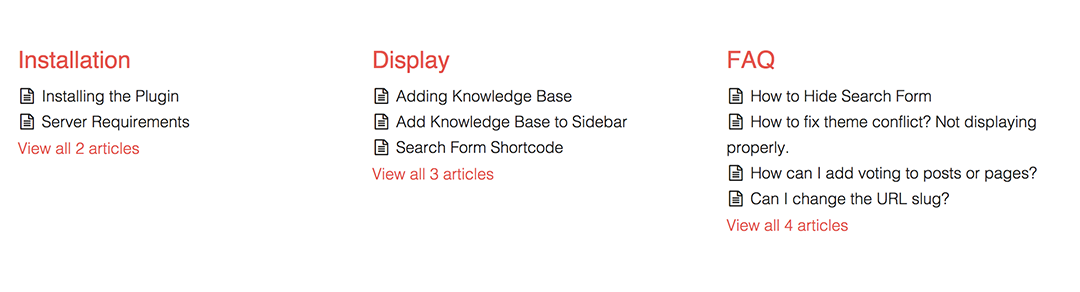 Installation
Installing the Plugin
Server Requirements
View all 2 articles
Display
Adding Knowledge Base
Add Knowledge Base to Sidebar
Search Form Shortcode
View all 3 articles
FAQ
How to Hide Search Form
How to fix theme conflict? Not displaying
properly.
How can I add voting to posts or pages?
Can I change the URL slug?
View all 4 articles